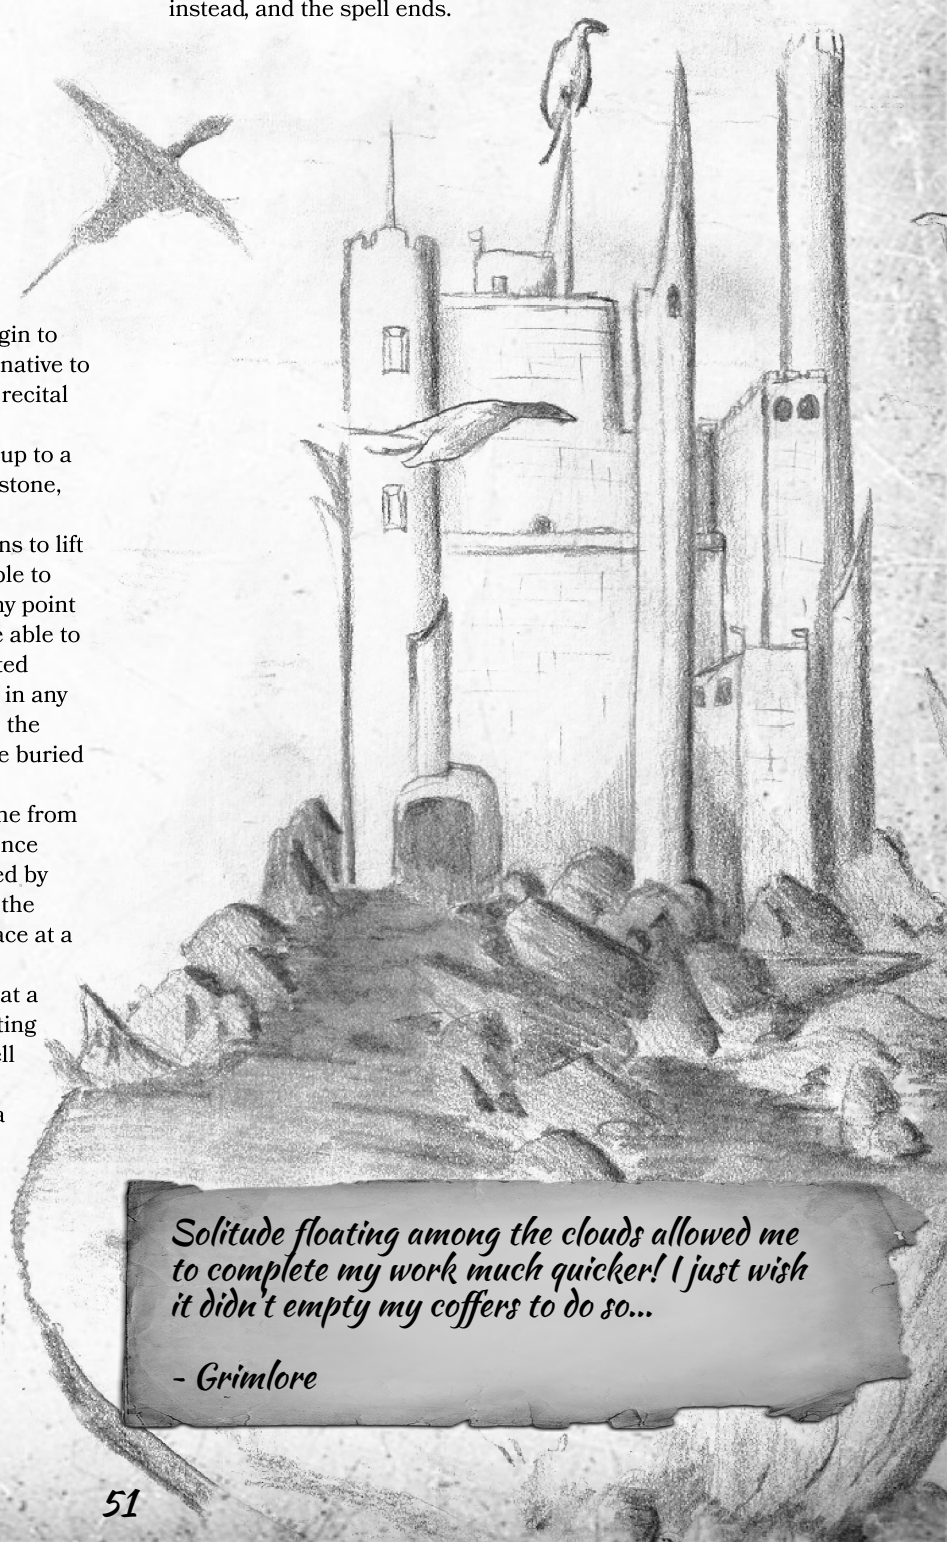 instead, and the spell ends.
gin to
native to
recital
up to a
stone,
ns to lift
ple to
ny point
e able to
ted
in any
the
e buried
ne from
nce
ed by
the
ace at a
at a
ting
ell
a
Solitude floating among the clouds allowed me
to complete my work much quicker! I just wish
it didn't empty my coffers to do so...
- Grimlore
51